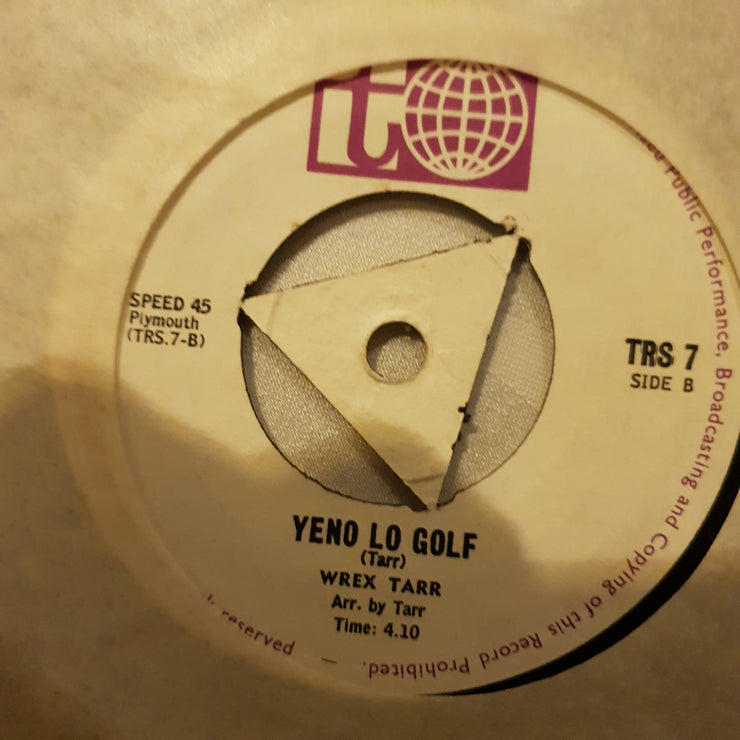 to
SPEED 45
Plymouth
(TRS.7-B)
TRS 7
SIDE B
YENO LO GOLF
(Tarr)
WREX TARR
Arr. by Tarr
Time: 4.10
Public Performance, Broadcasting and Copying of this Record Prohibited. — reserved